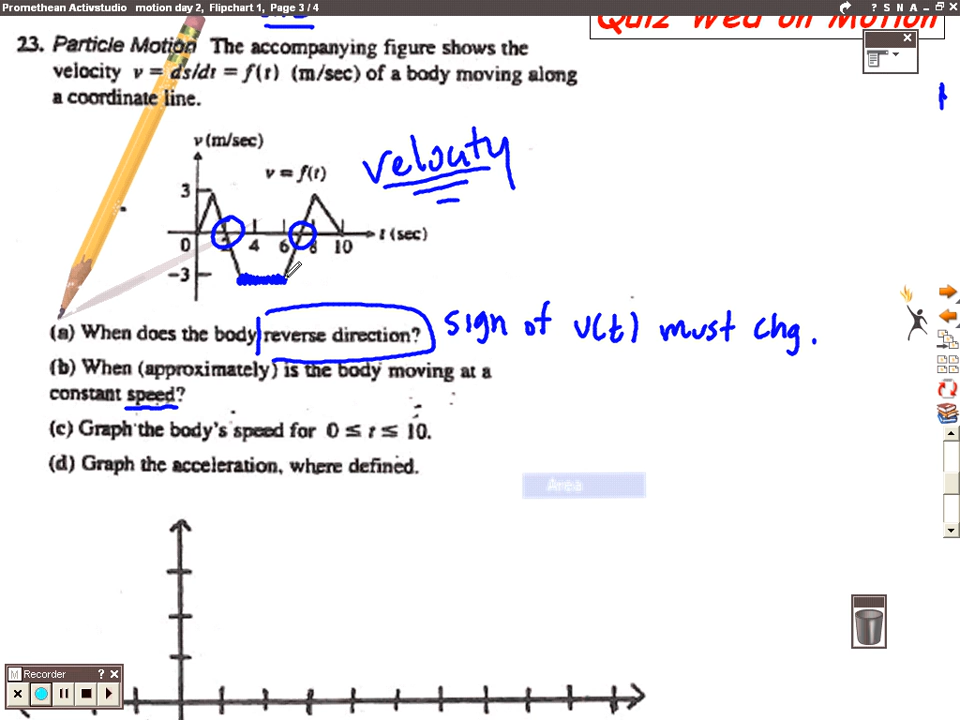 Promethean Activstudio motion day 2, Flipchart 1, Page 3 / 4
? S N A
Quiz Wed on Motion
23. Particle Motion The accompanying figure shows the
velocity v = ds/dt = f(t) (m/sec) of a body moving along
a coordinate line.
v (m/sec)
velocity
v = f(t)
3
0 2 4 6 8 10 t (sec)
-3
(a) When does the body reverse direction? sign of v(t) must chg.
(b) When (approximately) is the body moving at a
constant speed?
(c) Graph the body's speed for 0 ≤ t ≤ 10.
(d) Graph the acceleration, where defined.
Area
M Recorder ? X